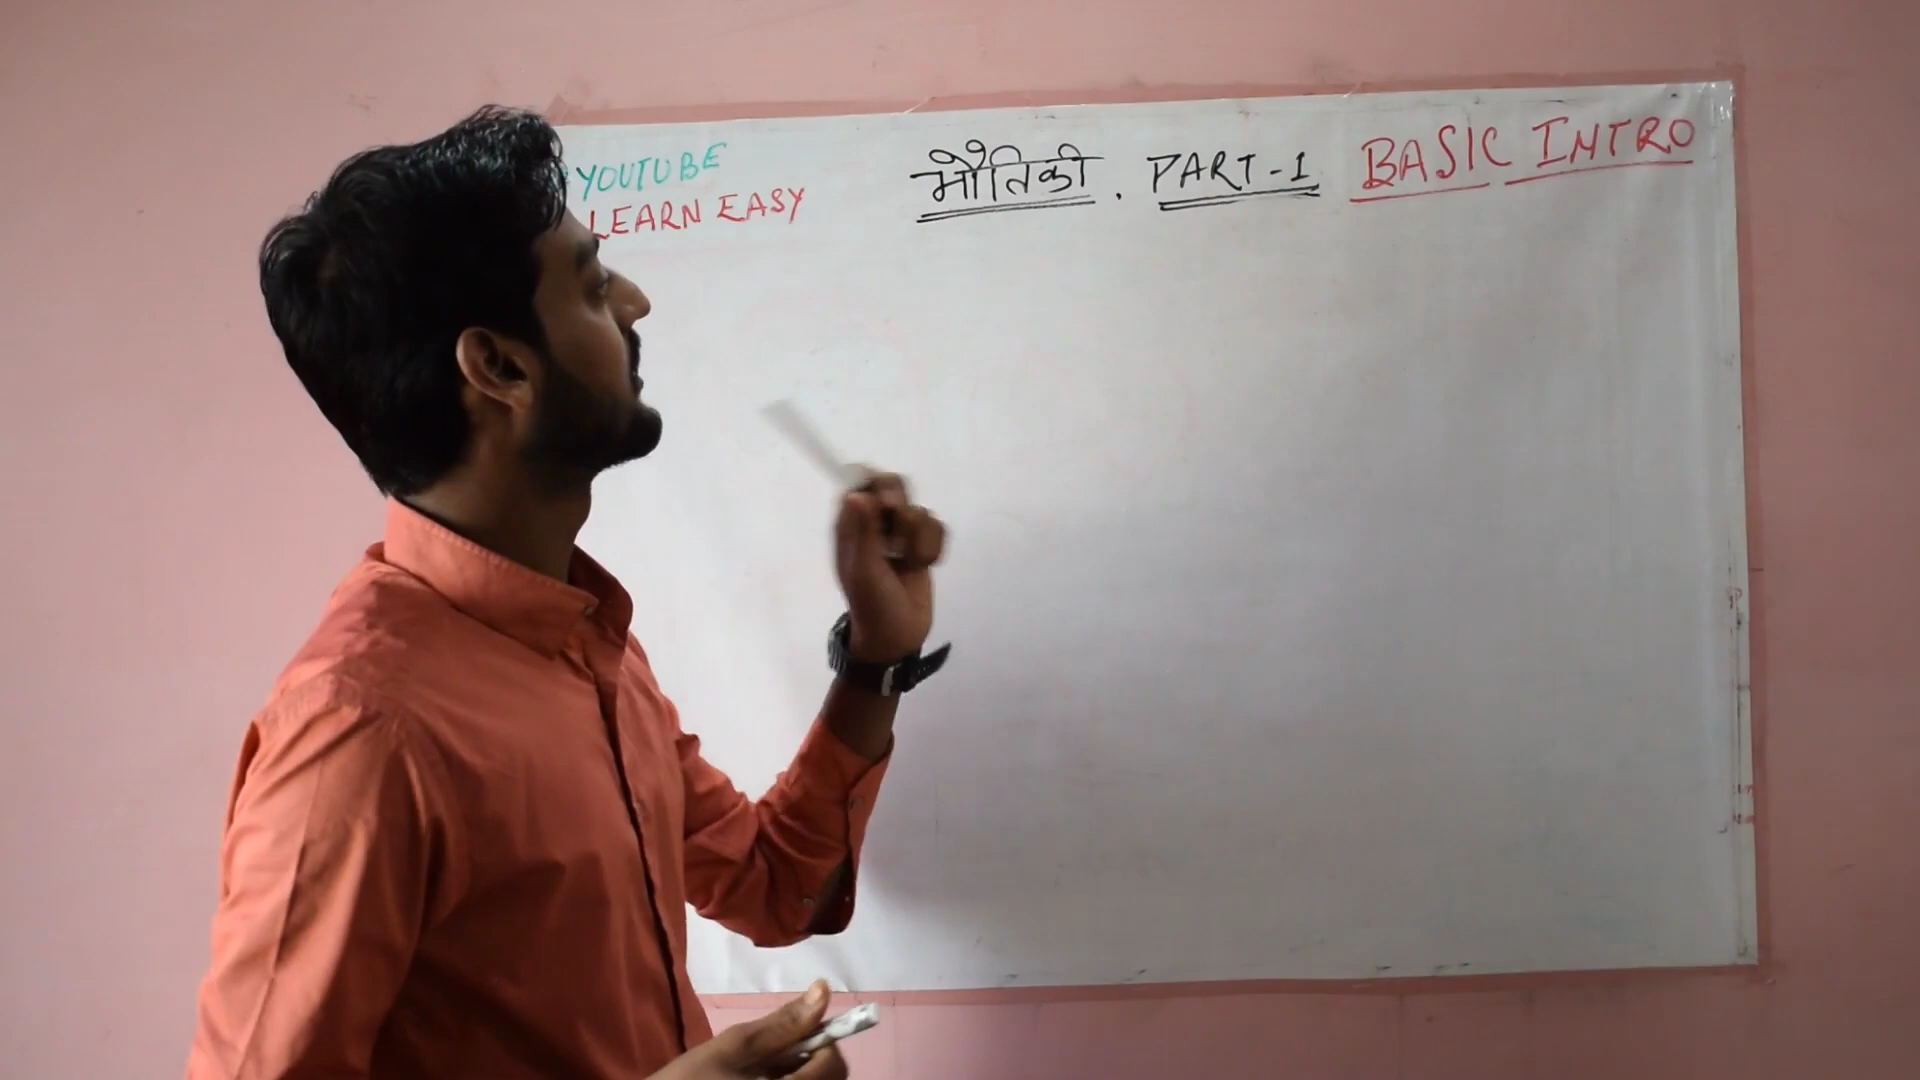 YOUTUBE
LEARN EASY
भौतिकी . PART-1 BASIC INTRO